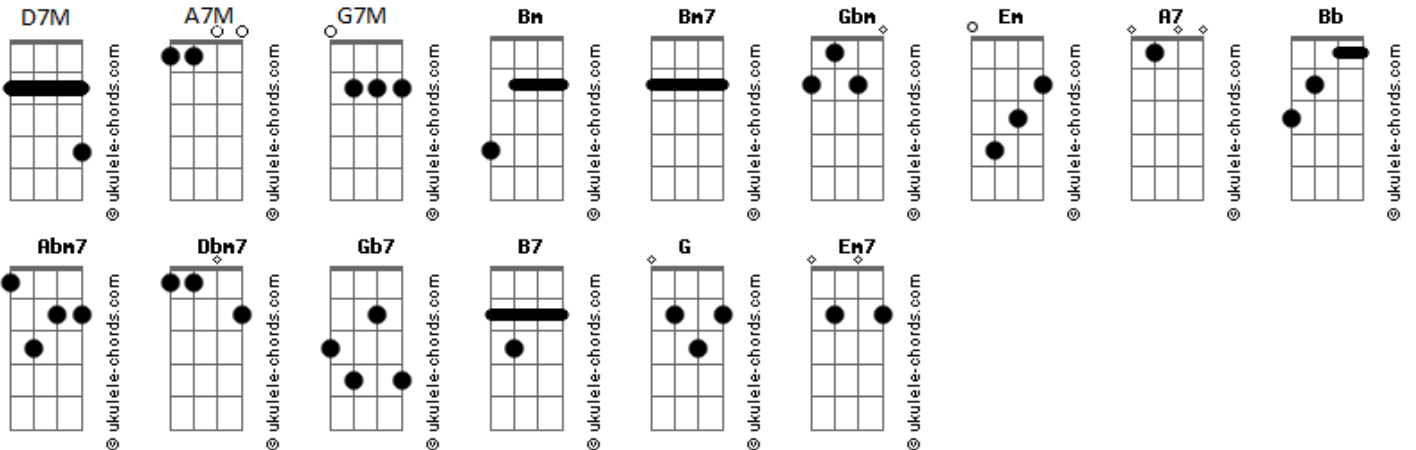 D7M A7M G7M Bm Bm7 Gbm Em A7 Bb
© ukulele-chords.com © ukulele-chords.com © ukulele-chords.com © ukulele-chords.com © ukulele-chords.com © ukulele-chords.com © ukulele-chords.com © ukulele-chords.com © ukulele-chords.com
Abm7 Dbm7 Gb7 B7 G Em7
© ukulele-chords.com © ukulele-chords.com © ukulele-chords.com © ukulele-chords.com © ukulele-chords.com © ukulele-chords.com